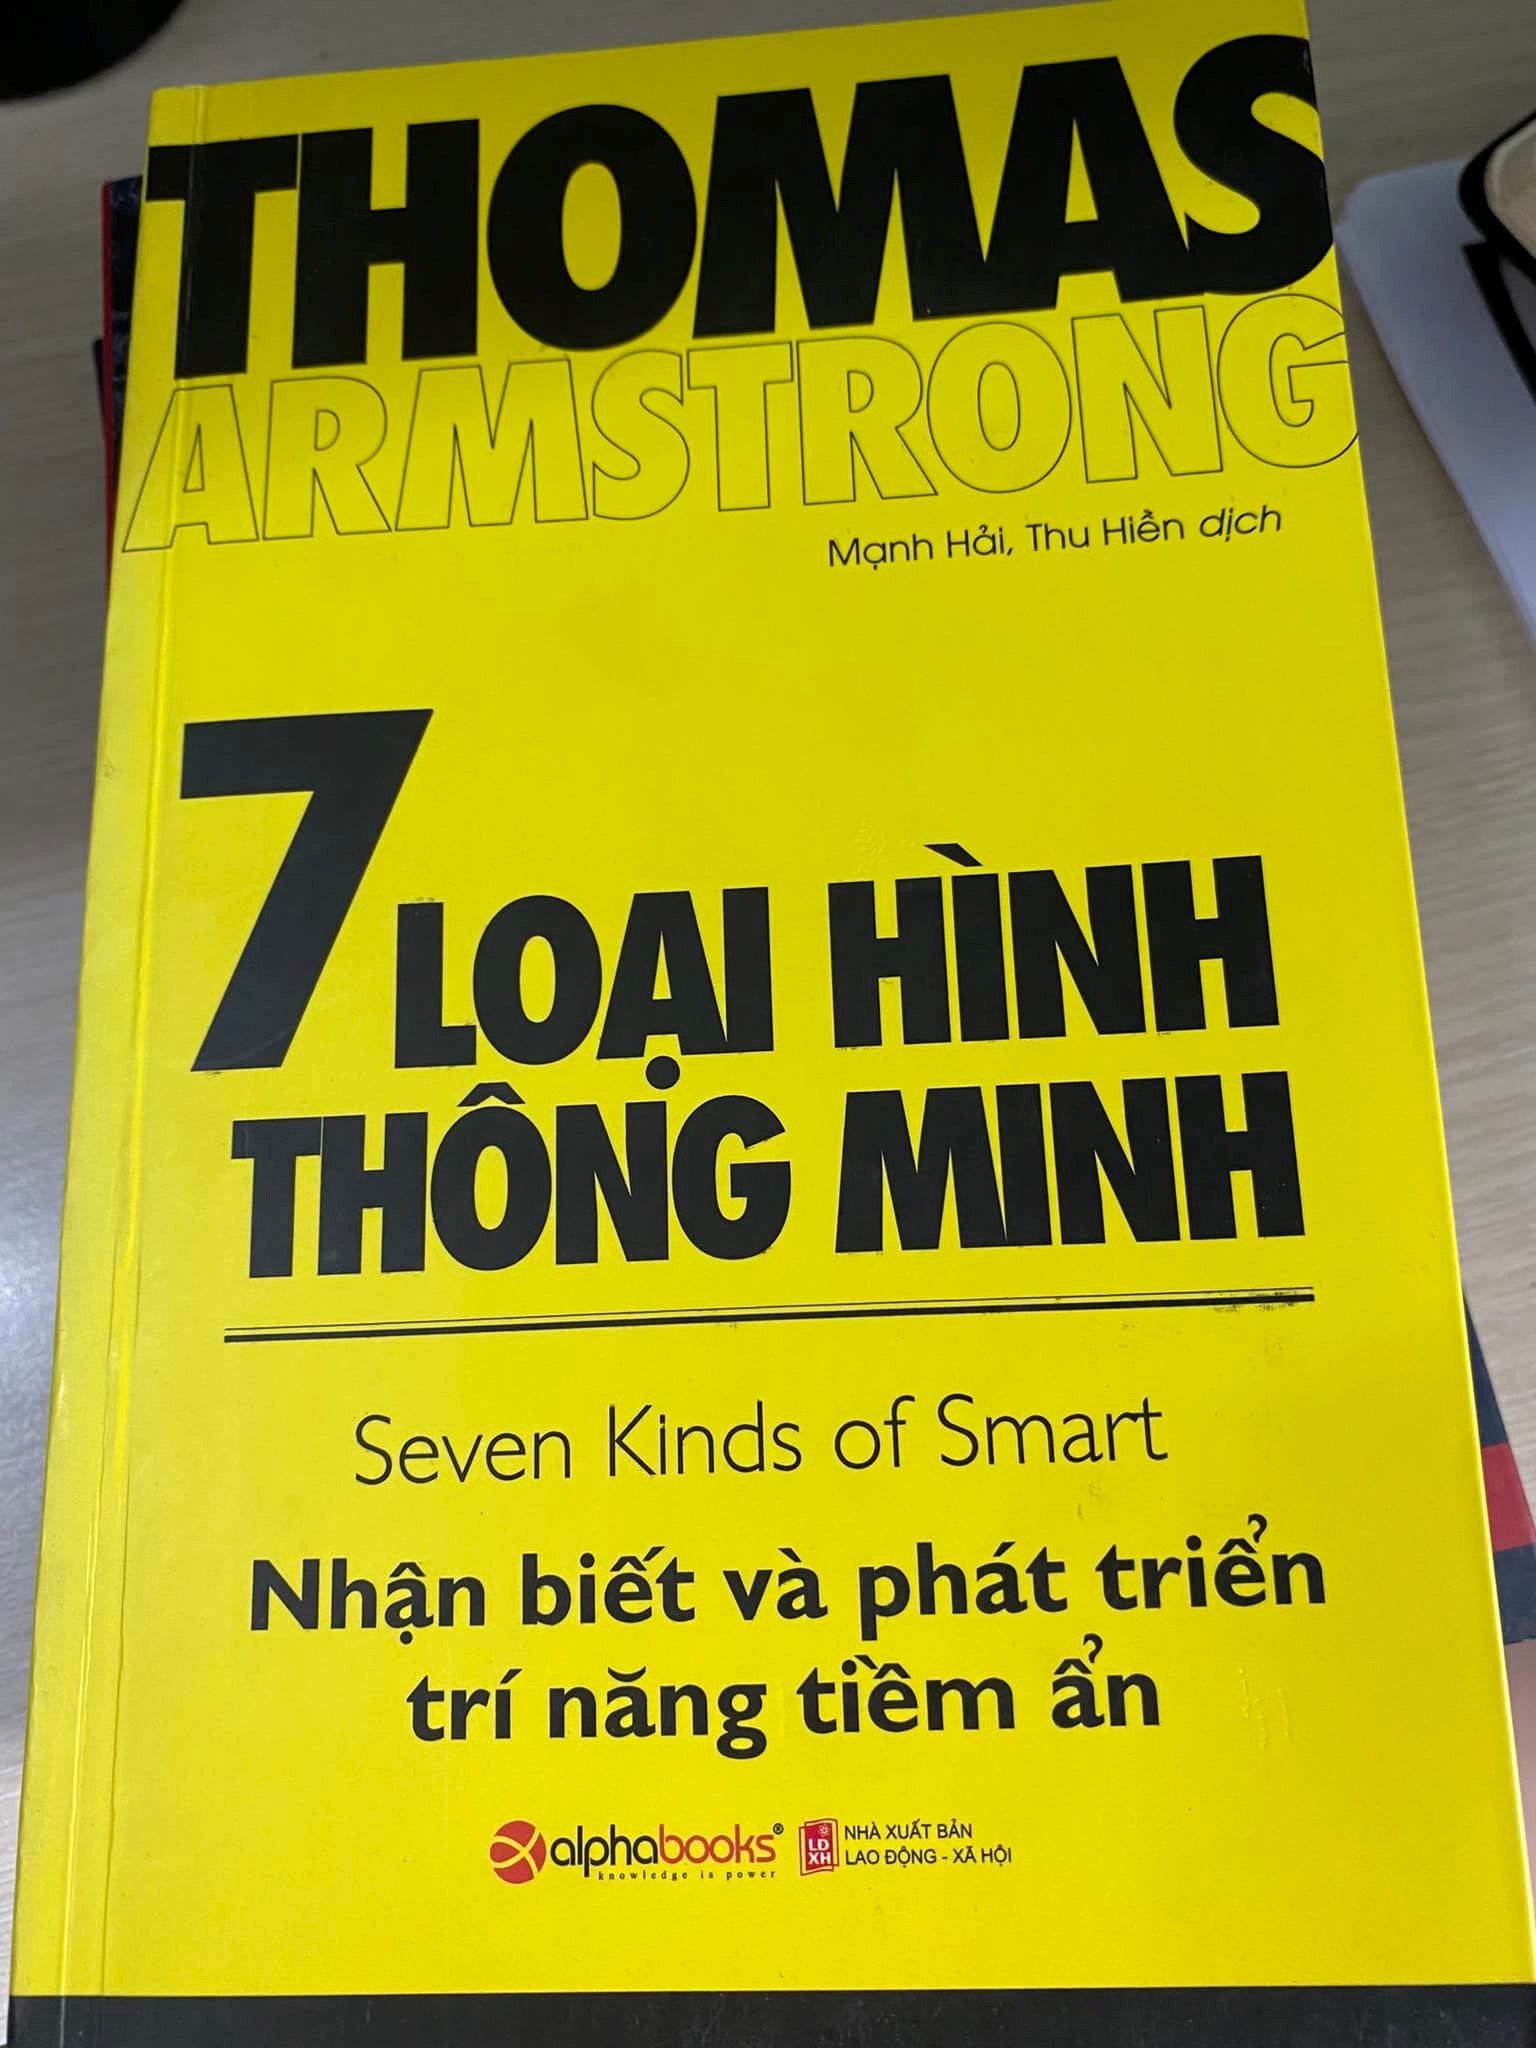 THOMAS
ARMSTRONG
Mạnh Hải, Thu Hiền dịch
7 LOẠI HÌNH
THÔNG MINH
Seven Kinds of Smart
Nhận biết và phát triển
trí năng tiềm ẩn
alphabooks®
knowledge is power
LĐ
XH
NHÀ XUẤT BẢN
LAO ĐỘNG - XÃ HỘI